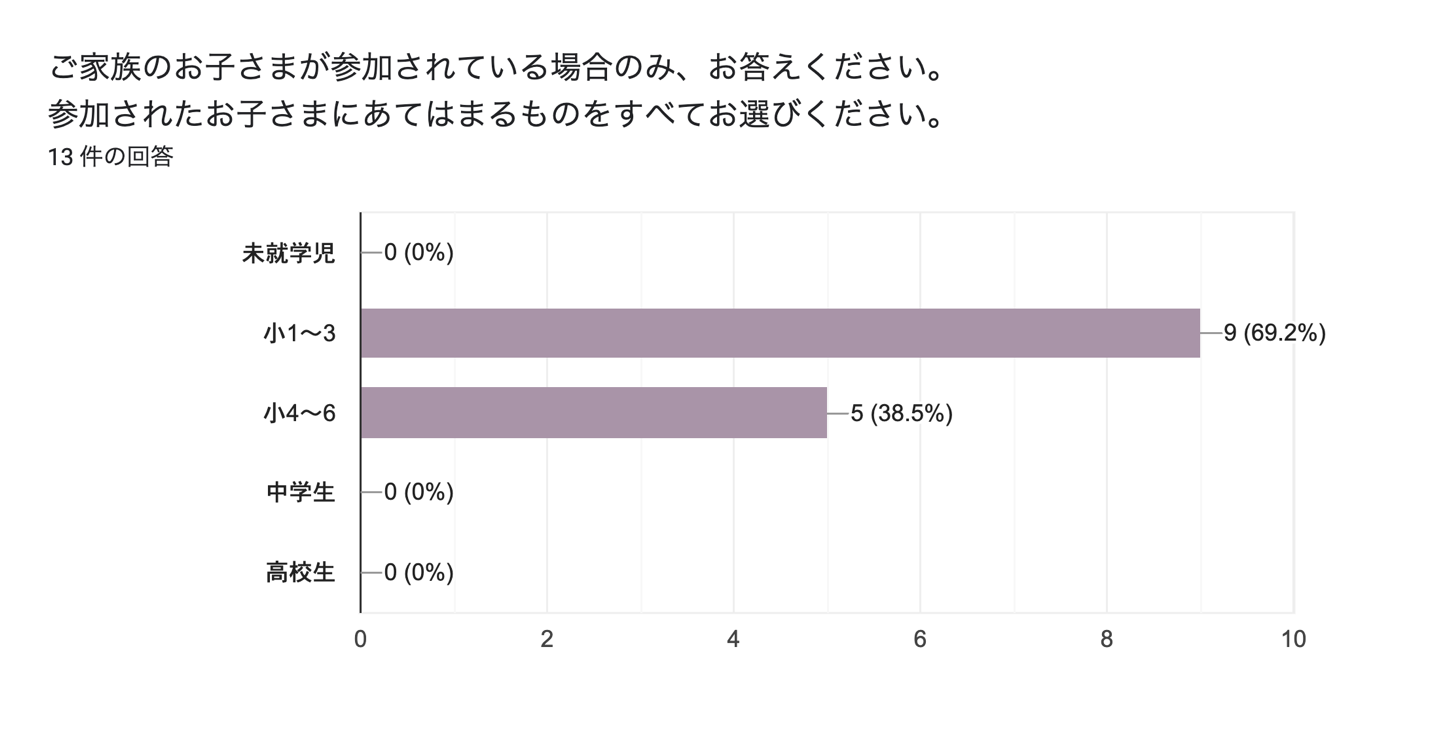 ご家族のお子さまが参加されている場合のみ、お答えください。
参加されたお子さまにあてはまるものをすべてお選びください。
13 件の回答
未就学児 0 (0%)
小1〜3 9 (69.2%)
小4〜6 5 (38.5%)
中学生 0 (0%)
高校生 0 (0%)
0 2 4 6 8 10